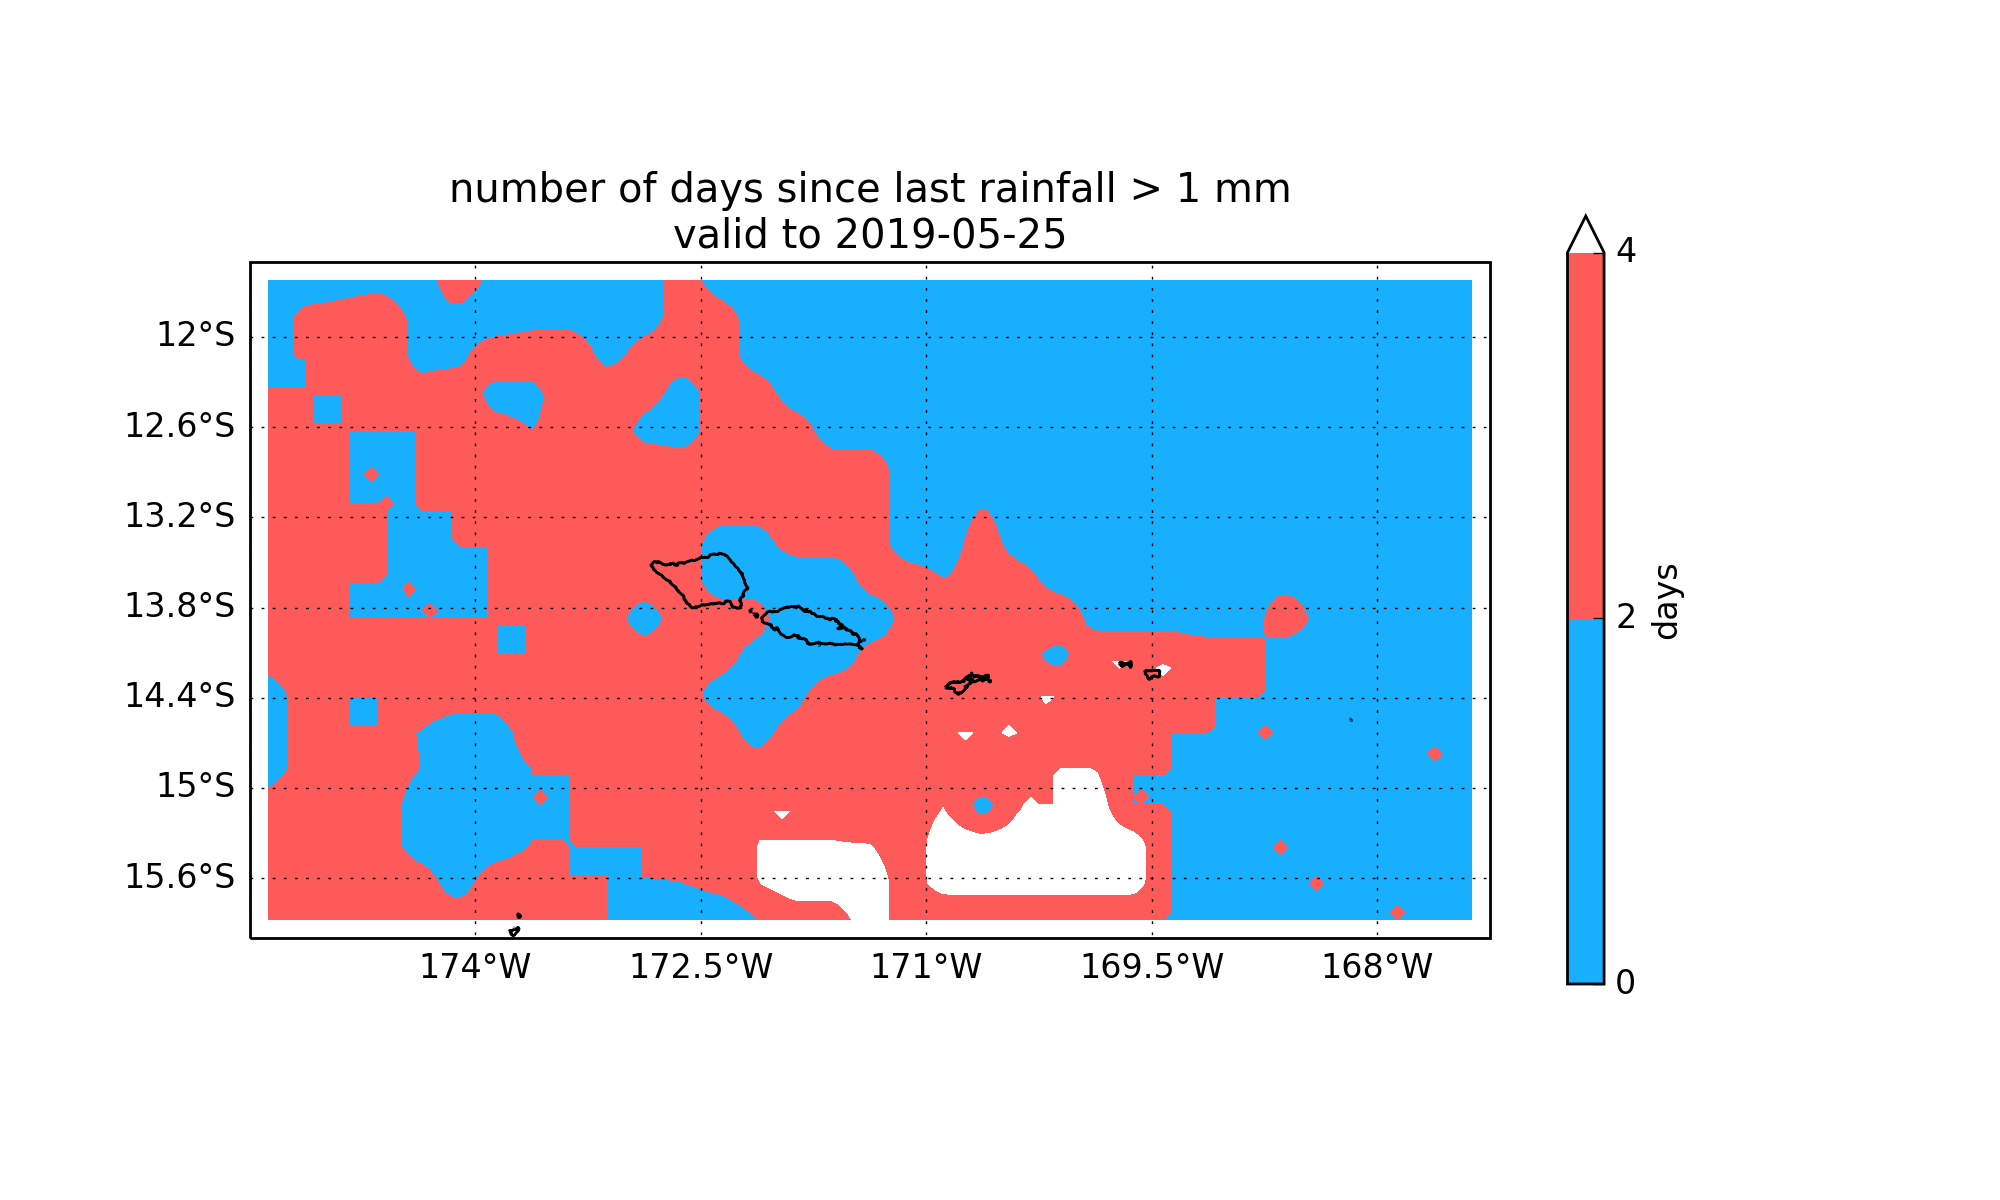 number of days since last rainfall > 1 mm
valid to 2019-05-25
12°S
12.6°S
13.2°S
13.8°S
14.4°S
15°S
15.6°S
174°W
172.5°W
171°W
169.5°W
168°W
4
2
0
days